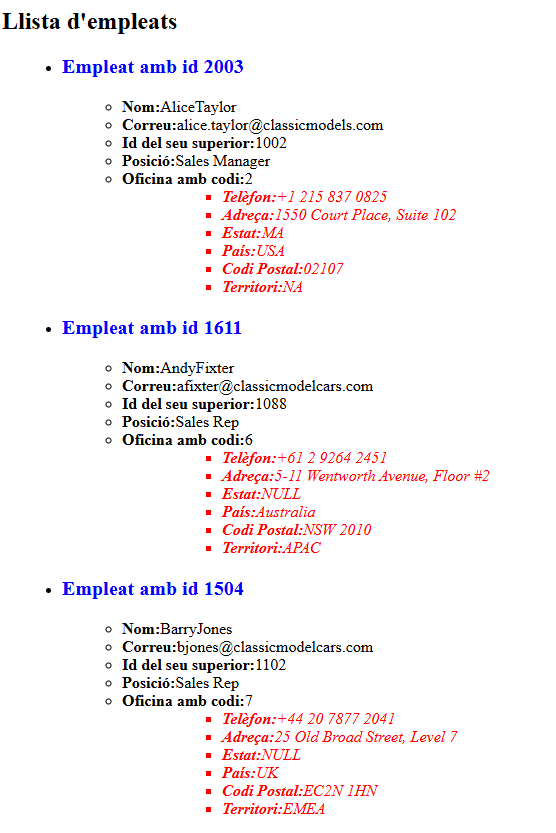 Llista d'empleats
Empleat amb id 2003
Nom:AliceTaylor
Correu:alice.taylor@classicmodels.com
Id del seu superior:1002
Posició:Sales Manager
Oficina amb codi:2
Telèfon:+1 215 837 0825
Adreça:1550 Court Place, Suite 102
Estat:MA
País:USA
Codi Postal:02107
Territori:NA
Empleat amb id 1611
Nom:AndyFixter
Correu:afixter@classicmodelcars.com
Id del seu superior:1088
Posició:Sales Rep
Oficina amb codi:6
Telèfon:+61 2 9264 2451
Adreça:5-11 Wentworth Avenue, Floor #2
Estat:NULL
País:Australia
Codi Postal:NSW 2010
Territori:APAC
Empleat amb id 1504
Nom:BarryJones
Correu:bjones@classicmodelcars.com
Id del seu superior:1102
Posició:Sales Rep
Oficina amb codi:7
Telèfon:+44 20 7877 2041
Adreça:25 Old Broad Street, Level 7
Estat:NULL
País:UK
Codi Postal:EC2N 1HN
Territori:EMEA